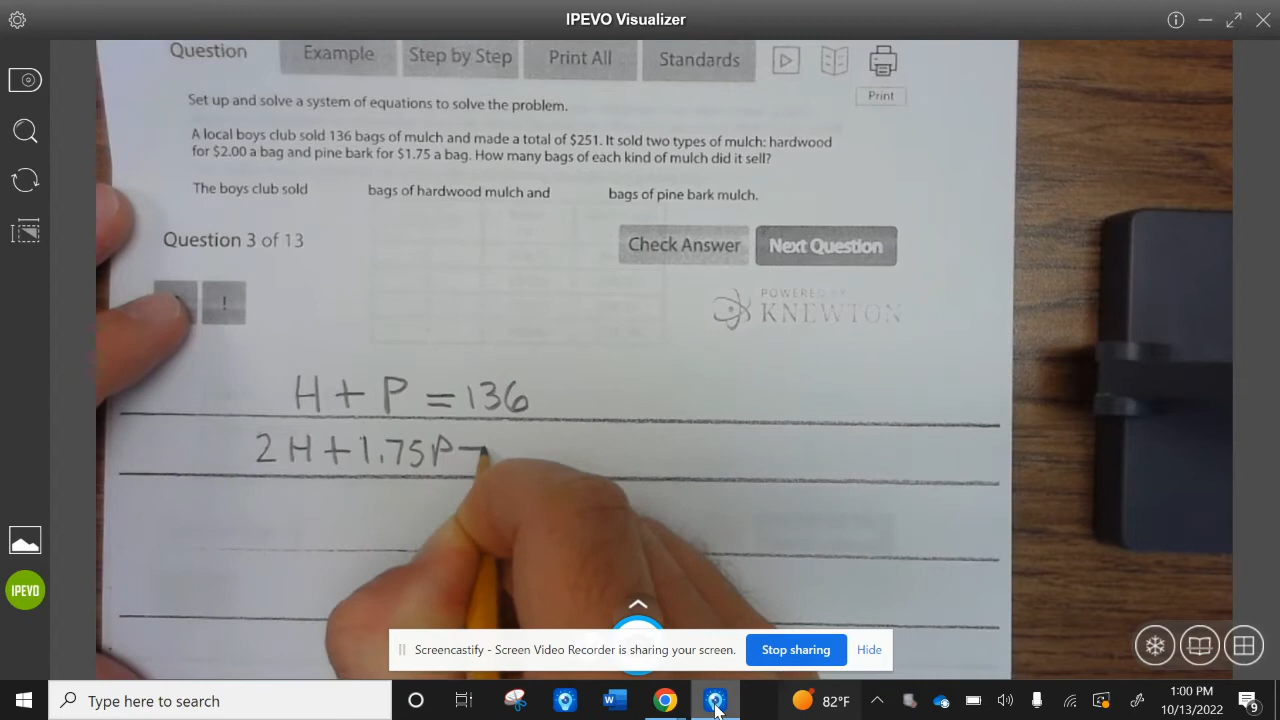 IPEVO Visualizer
Question Example Step by Step Print All Standards
Print
Set up and solve a system of equations to solve the problem.
A local boys club sold 136 bags of mulch and made a total of $251. It sold two types of mulch: hardwood
for $2.00 a bag and pine bark for $1.75 a bag. How many bags of each kind of mulch did it sell?
The boys club sold bags of hardwood mulch and bags of pine bark mulch.
Question 3 of 13
Check Answer Next Question
!
POWERED BY
KNEWTON
H + P = 136
2 H + 1.75P
IPEVO
Screencastify - Screen Video Recorder is sharing your screen. Stop sharing Hide
Type here to search
82°F
1:00 PM
10/13/2022
9